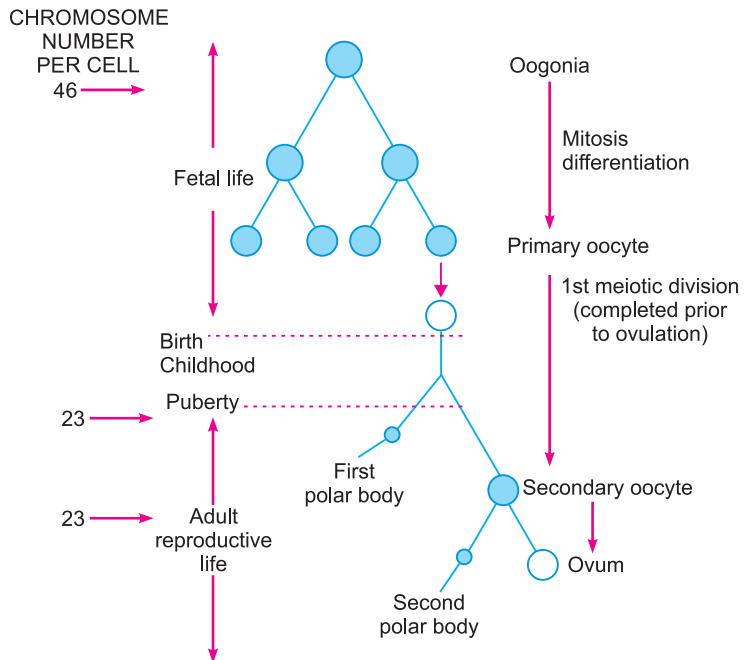 CHROMOSOME
NUMBER
PER CELL
46
Oogonia
Mitosis
differentiation
Fetal life
Primary oocyte
1st meiotic division
(completed prior
to ovulation)
Birth
Childhood
Puberty
23
First
polar body
Secondary oocyte
23
Adult
reproductive
life
Ovum
Second
polar body